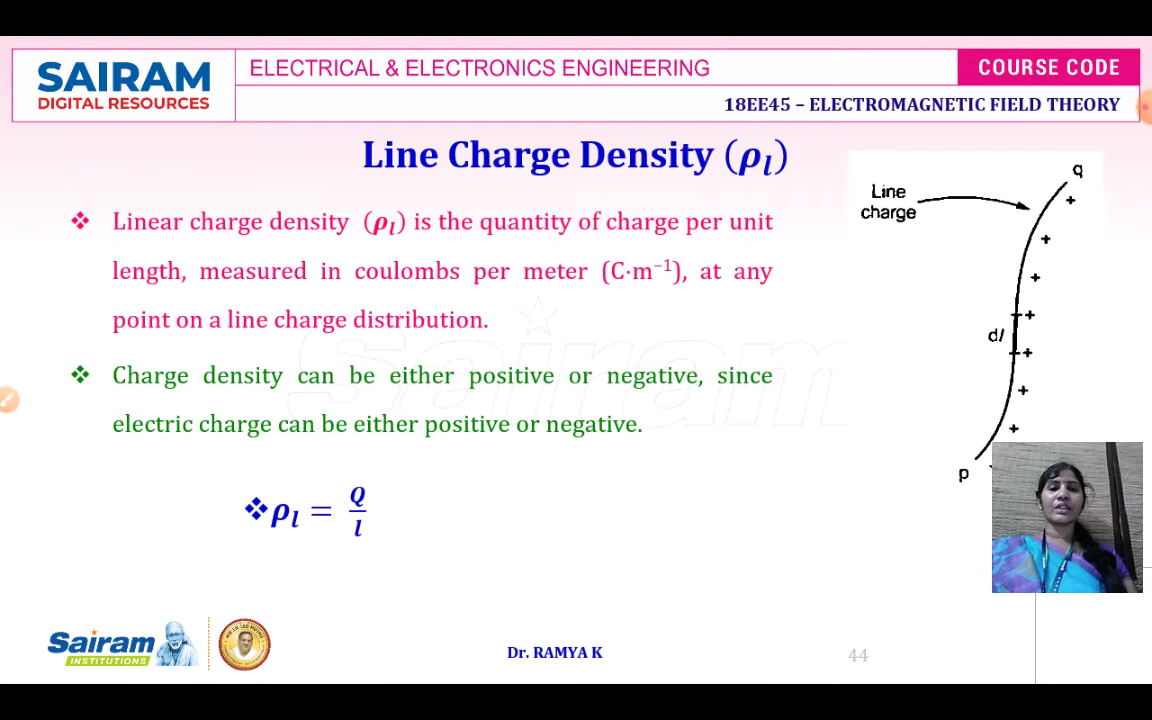 SAIRAM
DIGITAL RESOURCES
ELECTRICAL & ELECTRONICS ENGINEERING
COURSE CODE
18EE45 – ELECTROMAGNETIC FIELD THEORY
Line Charge Density (ρₗ)
❖ Linear charge density (ρₗ) is the quantity of charge per unit
length, measured in coulombs per meter (C·m⁻¹), at any
point on a line charge distribution.
❖ Charge density can be either positive or negative, since
electric charge can be either positive or negative.
❖ρₗ = Q/l
Line
charge
q
+
+
+
+
dl
+
+
+
p
Sairam
Sairam
INSTITUTIONS
Dr. RAMYA K
44